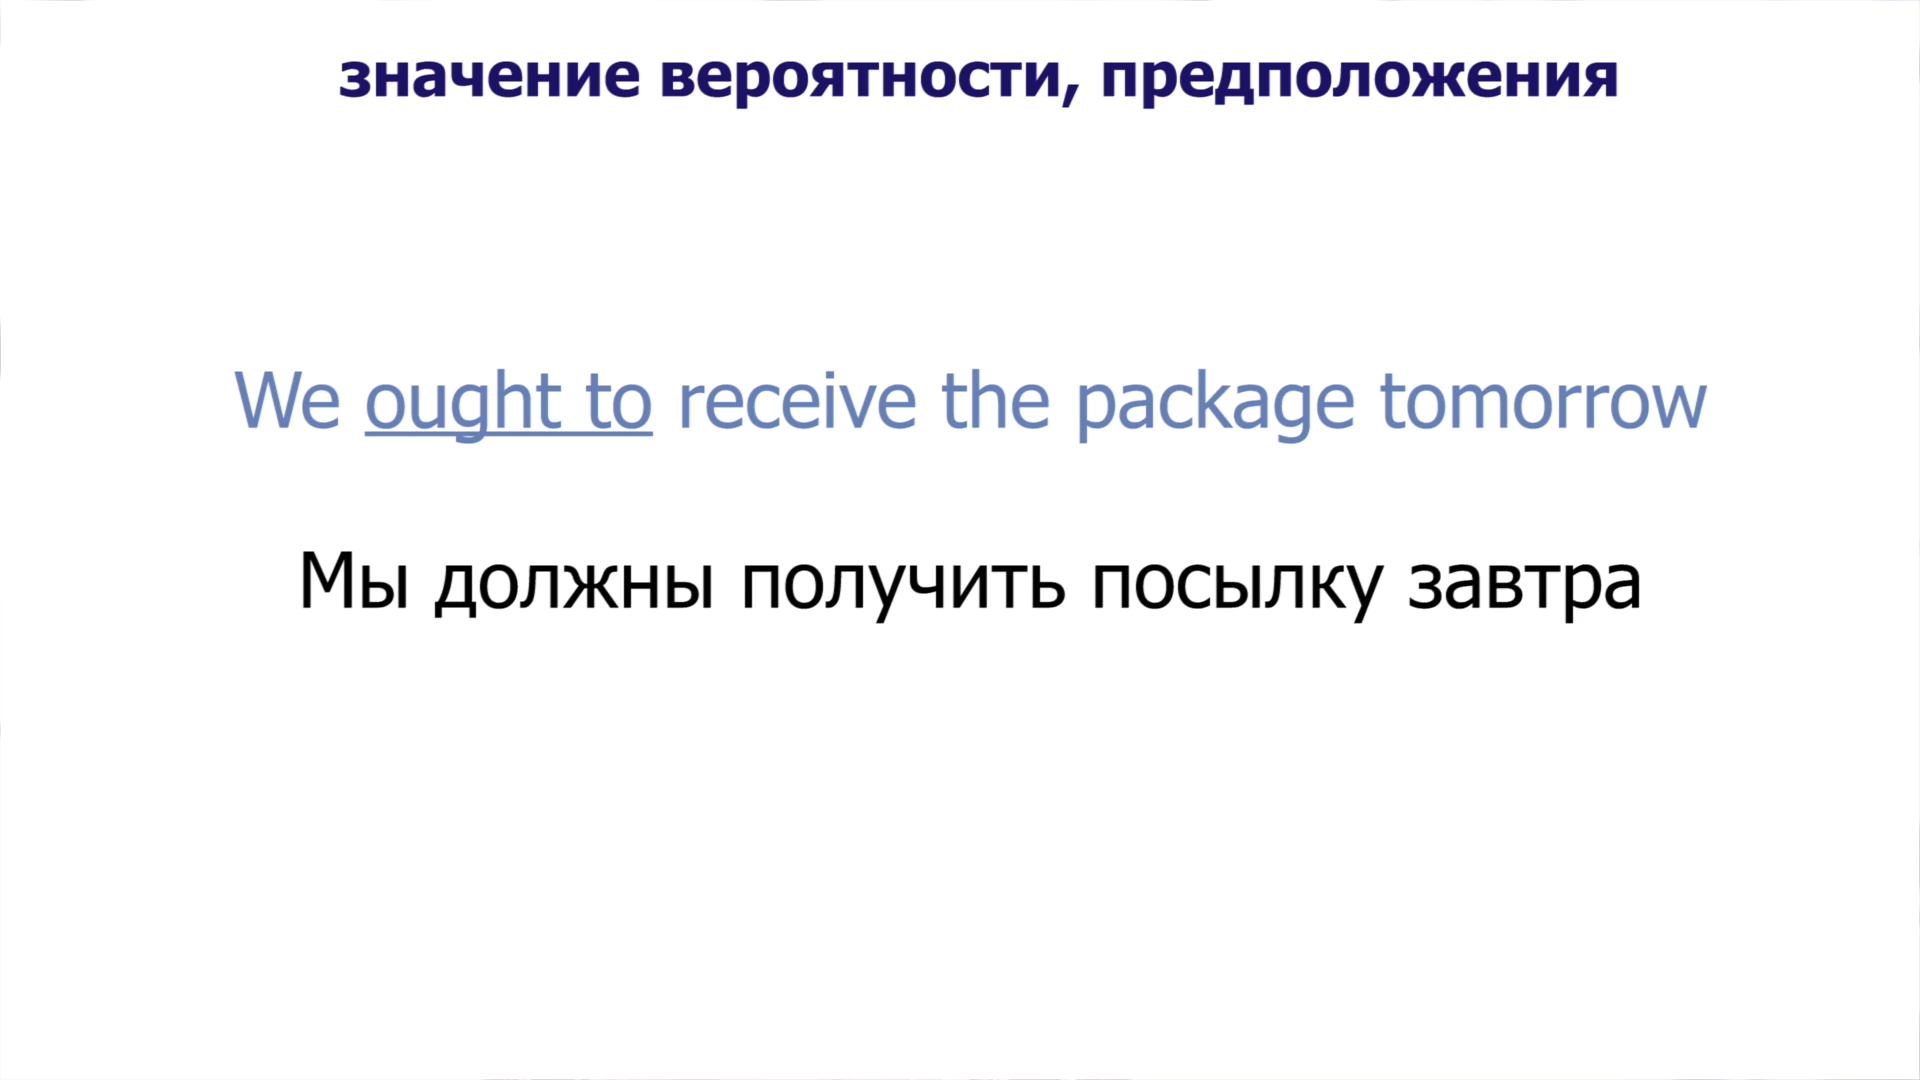 значение вероятности, предположения
We ought to receive the package tomorrow
Мы должны получить посылку завтра